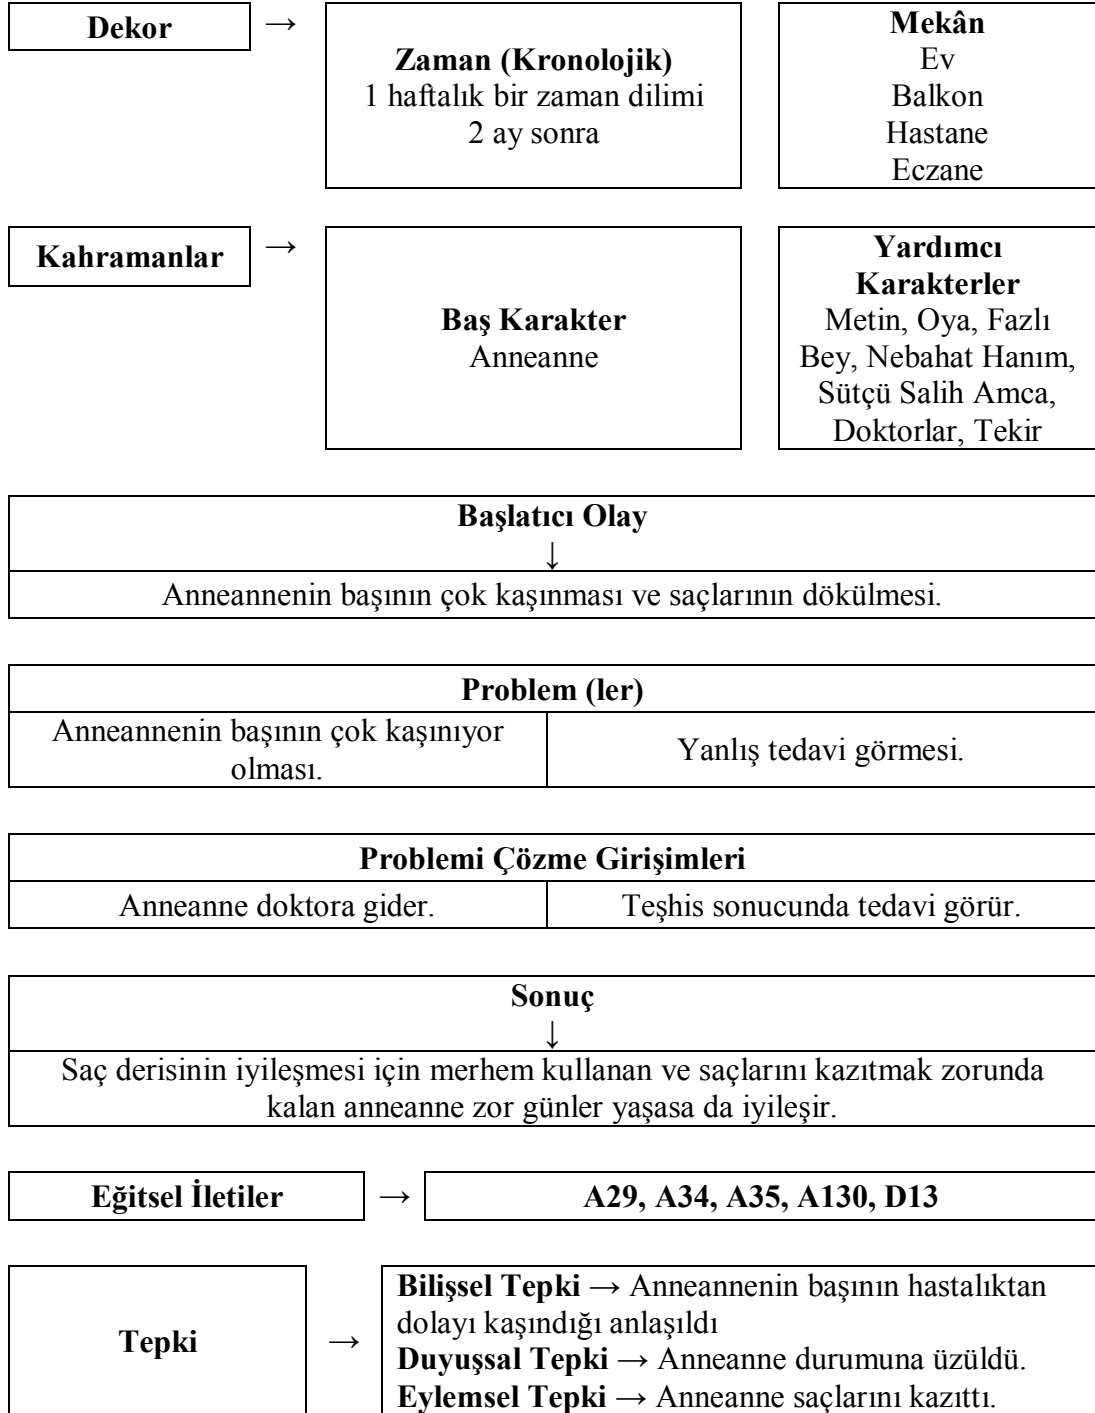 Dekor →
Zaman (Kronolojik)
1 haftalık bir zaman dilimi
2 ay sonra
Mekân
Ev
Balkon
Hastane
Eczane
Kahramanlar →
Baş Karakter
Anneanne
Yardımcı
Karakterler
Metin, Oya, Fazlı
Bey, Nebahat Hanım,
Sütçü Salih Amca,
Doktorlar, Tekir
Başlatıcı Olay
↓
Anneannenin başının çok kaşınması ve saçlarının dökülmesi.
Problem (ler)
Anneannenin başının çok kaşınıyor
olması.
Yanlış tedavi görmesi.
Problemi Çözme Girişimleri
Anneanne doktora gider.
Teşhis sonucunda tedavi görür.
Sonuç
↓
Saç derisinin iyileşmesi için merhem kullanan ve saçlarını kazıtmak zorunda
kalan anneanne zor günler yaşasa da iyileşir.
Eğitsel İletiler → A29, A34, A35, A130, D13
Tepki →
Bilişsel Tepki → Anneannenin başının hastalıktan
dolayı kaşındığı anlaşıldı
Duyuşsal Tepki → Anneanne durumuna üzüldü.
Eylemsel Tepki → Anneanne saçlarını kazıttı.